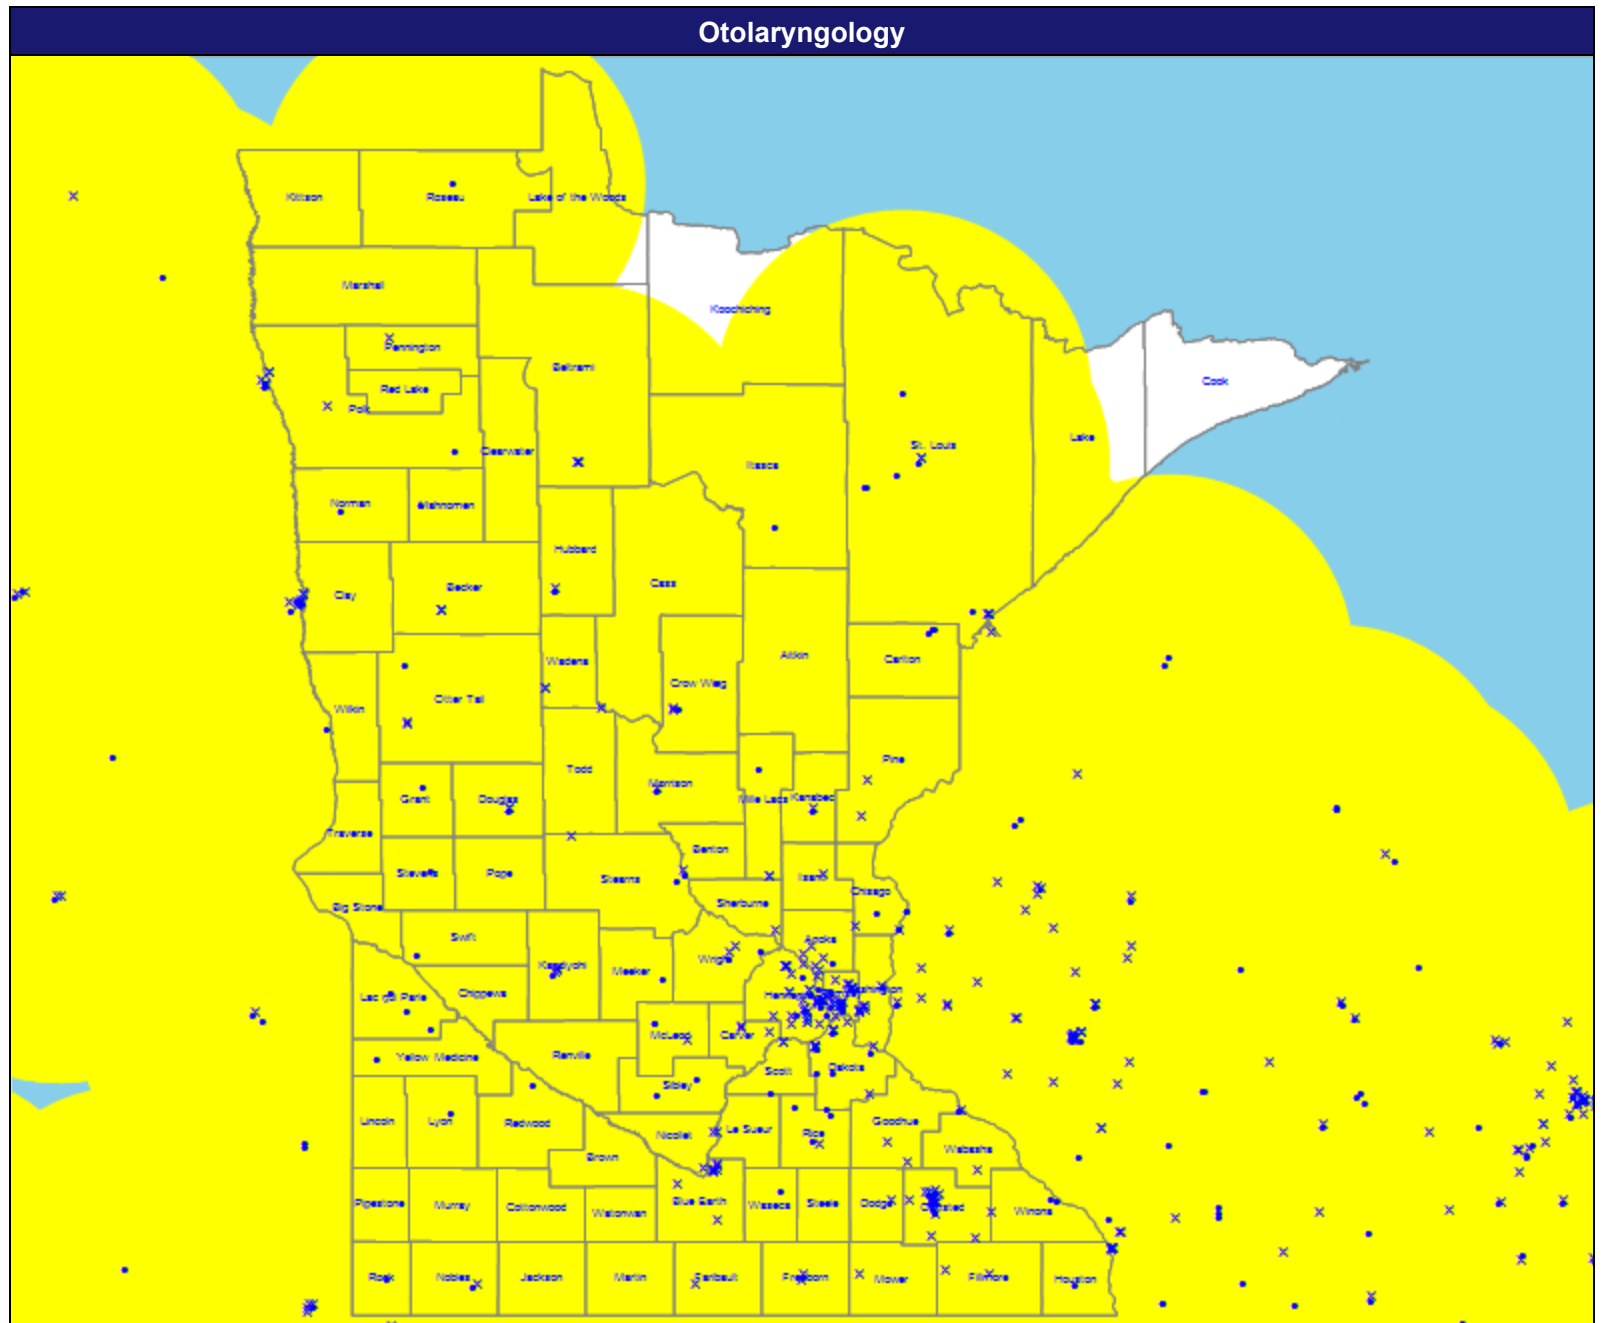 Otolaryngology
Kittson
Roseau
Lake of the Woods
Marshall
Koochiching
Pennington
Beltrami
Red Lake
Polk
Cook
Lake
St. Louis
Clearwater
Itasca
Norman
Mahnomen
Hubbard
Cass
Clay
Becker
Aitkin
Carlton
Wadena
Crow Wing
Otter Tail
Wilkin
Pine
Todd
Morrison
Grant
Douglas
Mille Lacs
Kanabec
Traverse
Benton
Stevens
Pope
Stearns
Isanti
Chisago
Big Stone
Sherburne
Swift
Anoka
Wright
Kandiyohi
Meeker
Lac qui Parle
Chippewa
Hennepin
Washington
McLeod
Carver
Yellow Medicine
Renville
Scott
Dakota
Sibley
Lincoln
Lyon
Redwood
Le Sueur
Rice
Goodhue
Nicollet
Brown
Wabasha
Pipestone
Murray
Cottonwood
Watonwan
Blue Earth
Waseca
Steele
Dodge
Olmsted
Winona
Rock
Nobles
Jackson
Martin
Faribault
Freeborn
Mower
Fillmore
Houston